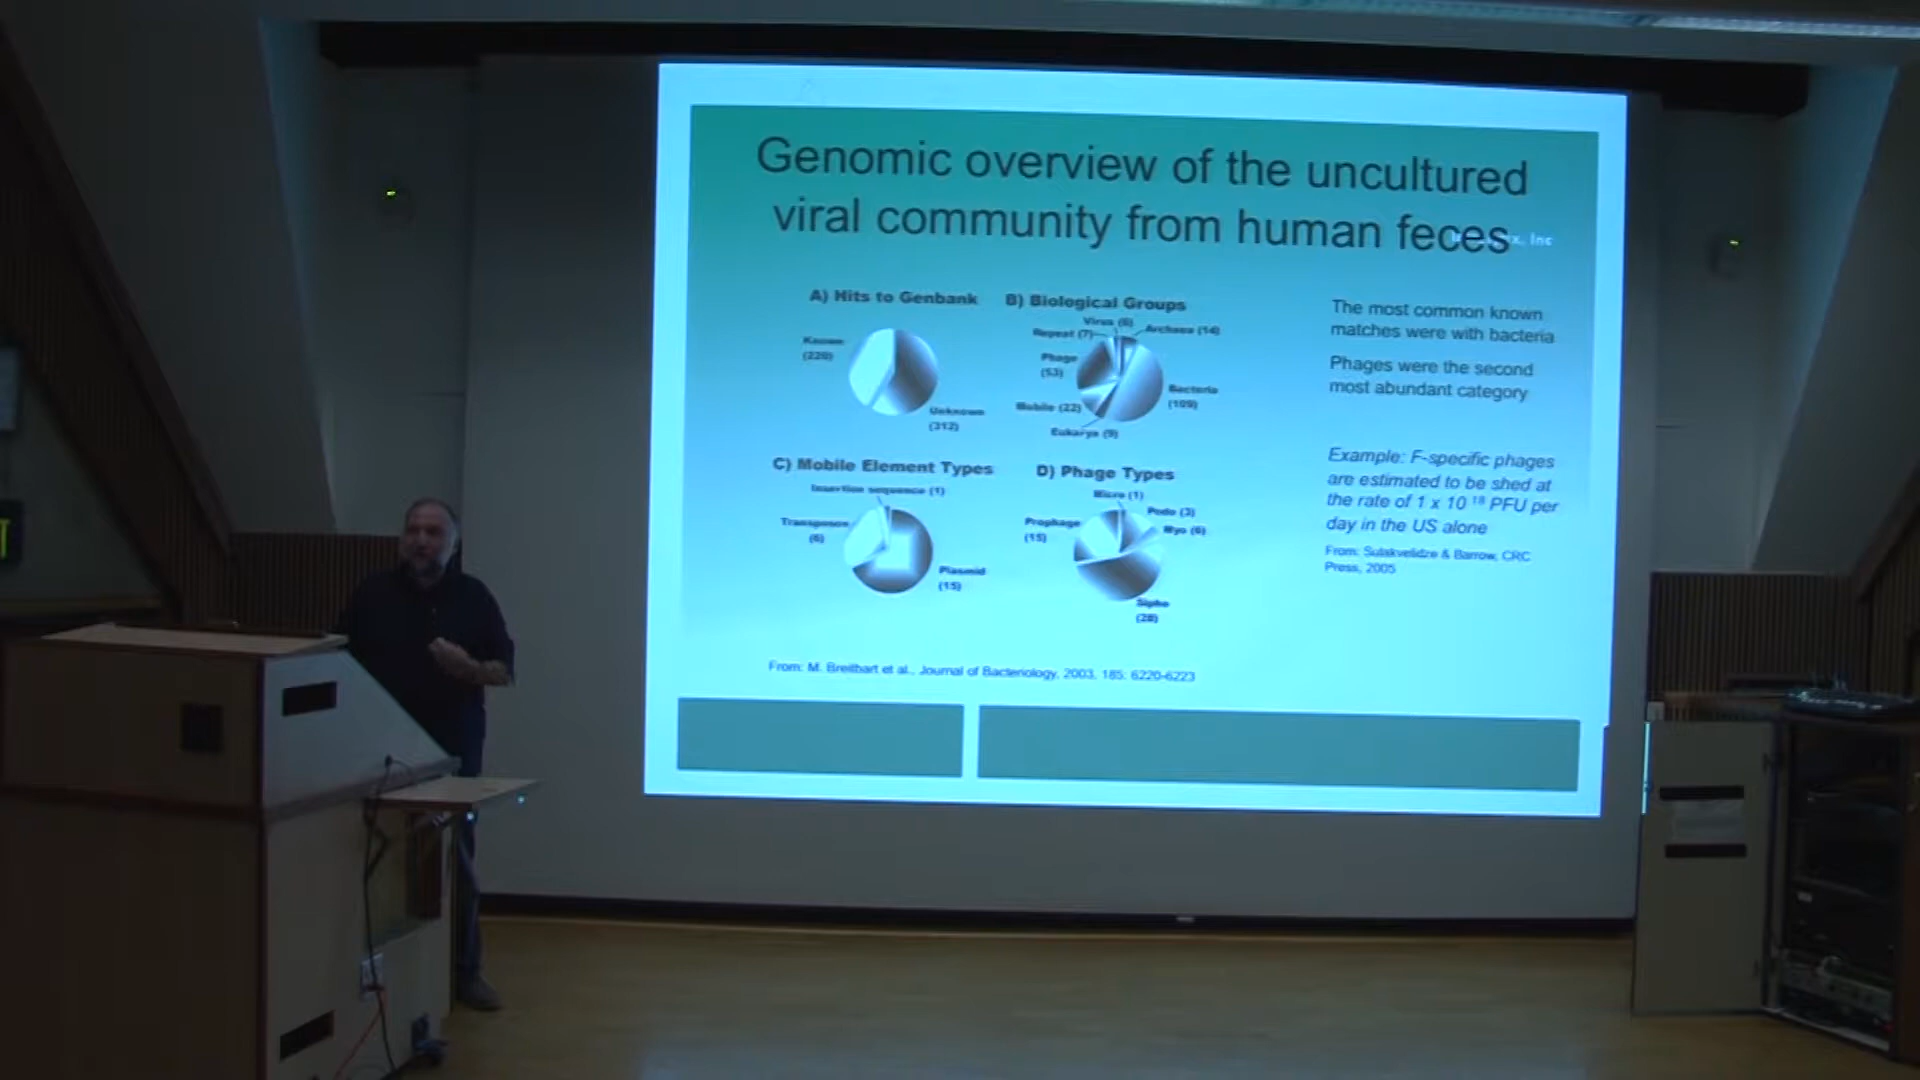 Genomic overview of the uncultured
viral community from human feces
x, Inc
A) Hits to Genbank
Known
(220)
Unknown
(312)
B) Biological Groups
Virus (6)
Archaea (14)
Repeat (7)
Phage
(53)
Bacteria
(109)
Mobile (22)
Eukarya (9)
C) Mobile Element Types
Insertion sequence (1)
Transposon
(6)
Plasmid
(15)
D) Phage Types
Micro (1)
Podo (3)
Myo (6)
Prophage
(15)
Sipho
(28)
The most common known
matches were with bacteria
Phages were the second
most abundant category
Example: F-specific phages
are estimated to be shed at
the rate of 1 x 10 18 PFU per
day in the US alone
From: Sulakvelidze & Barrow, CRC
Press, 2005
From: M. Breitbart et al., Journal of Bacteriology, 2003, 185: 6220-6223